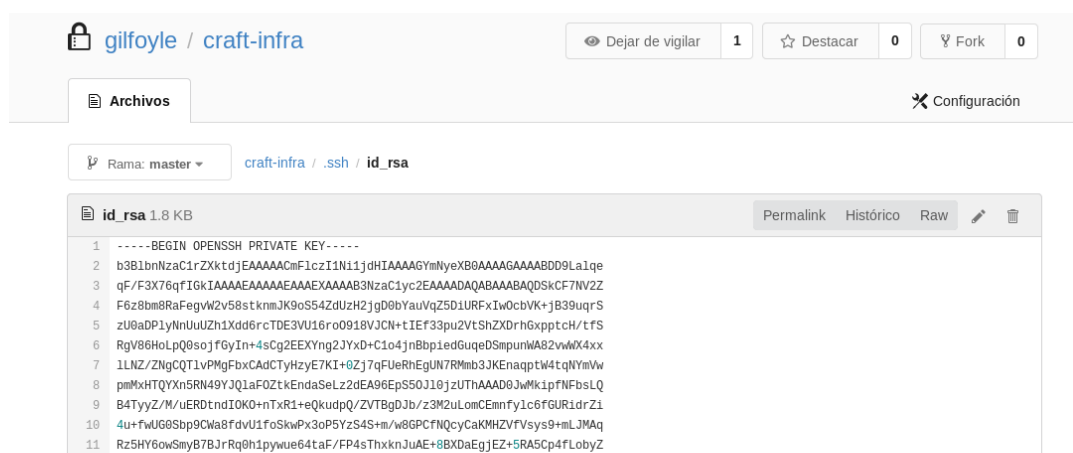 gilfoyle / craft-infra
Dejar de vigilar 1 Destacar 0 Fork 0
Archivos
Configuración
Rama: master craft-infra / .ssh / id_rsa
id_rsa 1.8 KB Permalink Histórico Raw
1 -----BEGIN OPENSSH PRIVATE KEY-----
2 b3BlbnNzaC1rZXktdjEAAAAACmFlczI1Ni1jdHIAAAAGYmNyeXB0AAAAGAAAABDD9Lalqe
3 qF/F3X76qfIGkIAAAAEAAAAAEAAAEXAAAAB3NzaC1yc2EAAAADAQABAAABAQDSkCF7NV2Z
4 F6z8bm8RaFegvW2v58stknmJK9oS54ZdUzH2jgD0bYauVqZ5DiURFxIwOcbVK+jB39uqrS
5 zU0aDPlyNnUuUZh1Xdd6rcTDE3VU16roO918VJCN+tIEf33pu2VtShZXDrhGxpptcH/tfS
6 RgV86HoLpQ0sojfGyIn+4sCg2EEXYng2JYxD+C1o4jnBbpiedGuqeDSmpunWA82vwWX4xx
7 lLNZ/ZNgCQTlvPMgFbxCAdCTyHzyE7KI+0Zj7qFUeRhEgUN7RMmb3JKEnaqptW4tqNYmVw
8 pmMxHTQYXn5RN49YJQlaFOZtkEndaSeLz2dEA96EpS5OJl0jzUThAAAD0JwMkipfNFbsLQ
9 B4TyyZ/M/uERDtndIOKO+nTxR1+eQkudpQ/ZVTBgDJb/z3M2uLomCEmnfylc6fGURidrZi
10 4u+fwUG0Sbp9CWa8fdvU1foSkwPx3oP5YzS4S+m/w8GPCfNQcyCaKMHZVfVsys9+mLJMAq
11 Rz5HY6owSmyB7BJrRq0h1pywue64taF/FP4sThxknJuAE+8BXDaEgjEZ+5RA5Cp4fLobyZ